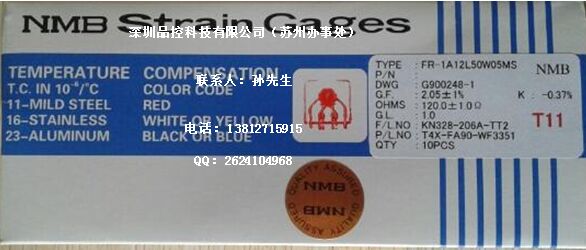 NMB Strain Gages
深圳品控科技有限公司（苏州办事处）
TEMPERATURE COMPENSATION
T.C. IN 10⁻⁶/°C COLOR CODE
11-MILD STEEL RED
16-STAINLESS WHITE OR YELLOW
23-ALUMINUM BLACK OR BLUE
联系人：孙先生
电话：13812715915
QQ：2624104968
TYPE : FR-1A12L50W05MS NMB
P/N :
DWG : G900248-1
G.F. : 2.05±1% K : -0.37%
OHMS : 120.0±1.0Ω
G.L. : 1.0 T11
F/L.NO : KN328-206A-TT2
P/L.NO : T4X-FA90-WF3351
QTY : 10PCS
NMB
NMB